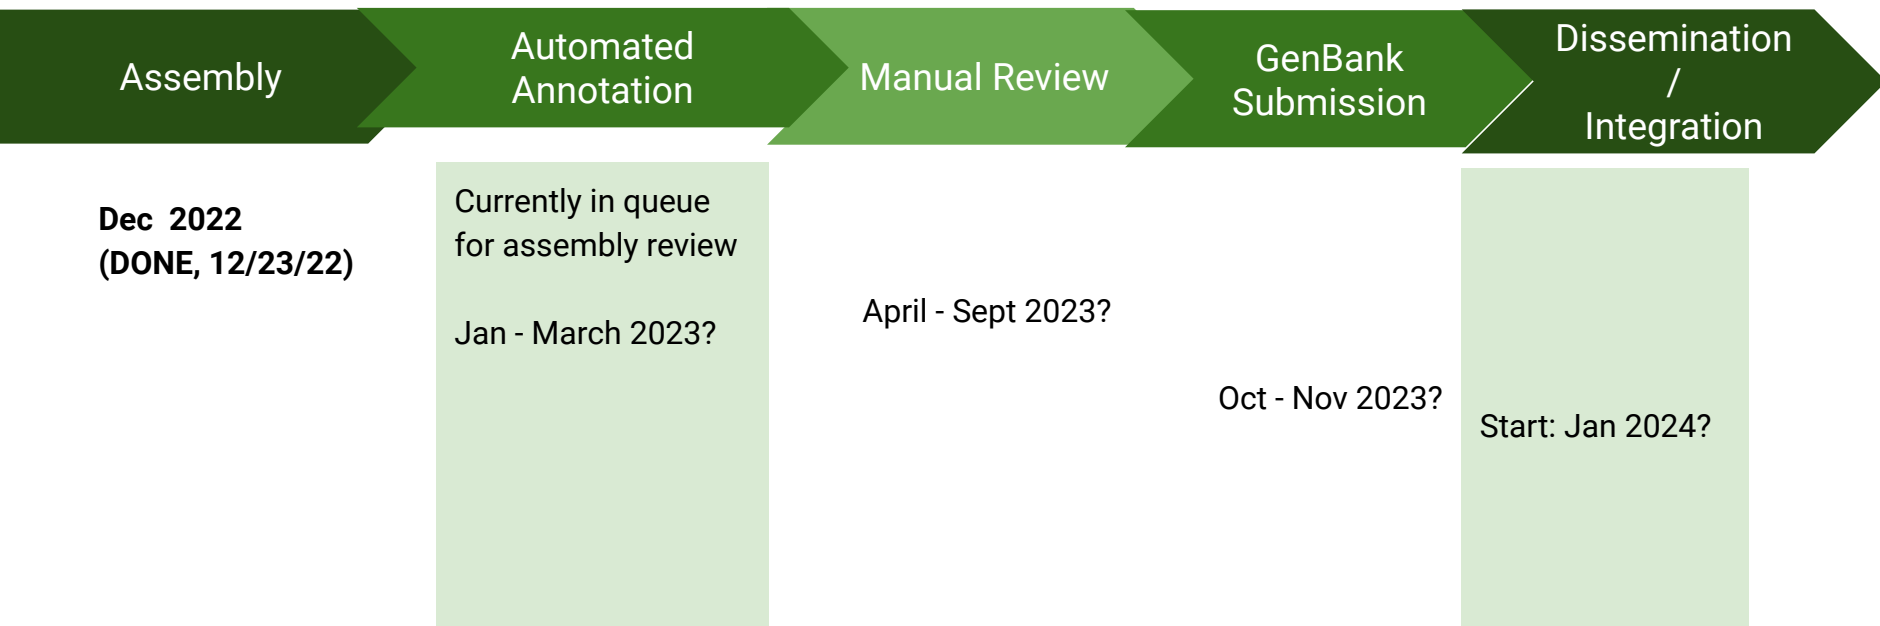 Assembly
Automated
Annotation
Manual Review
GenBank
Submission
Dissemination
/
Integration
Dec  2022
(DONE, 12/23/22)
Currently in queue
for assembly review
Jan - March 2023?
April - Sept 2023?
Oct - Nov 2023?
Start: Jan 2024?